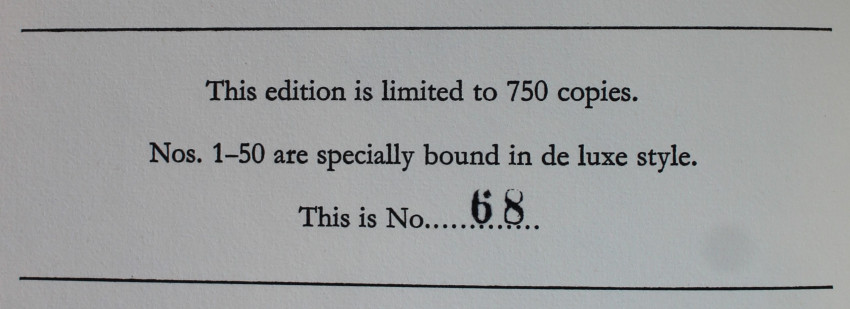 This edition is limited to 750 copies.
Nos. 1–50 are specially bound in de luxe style.
This is No.....68....